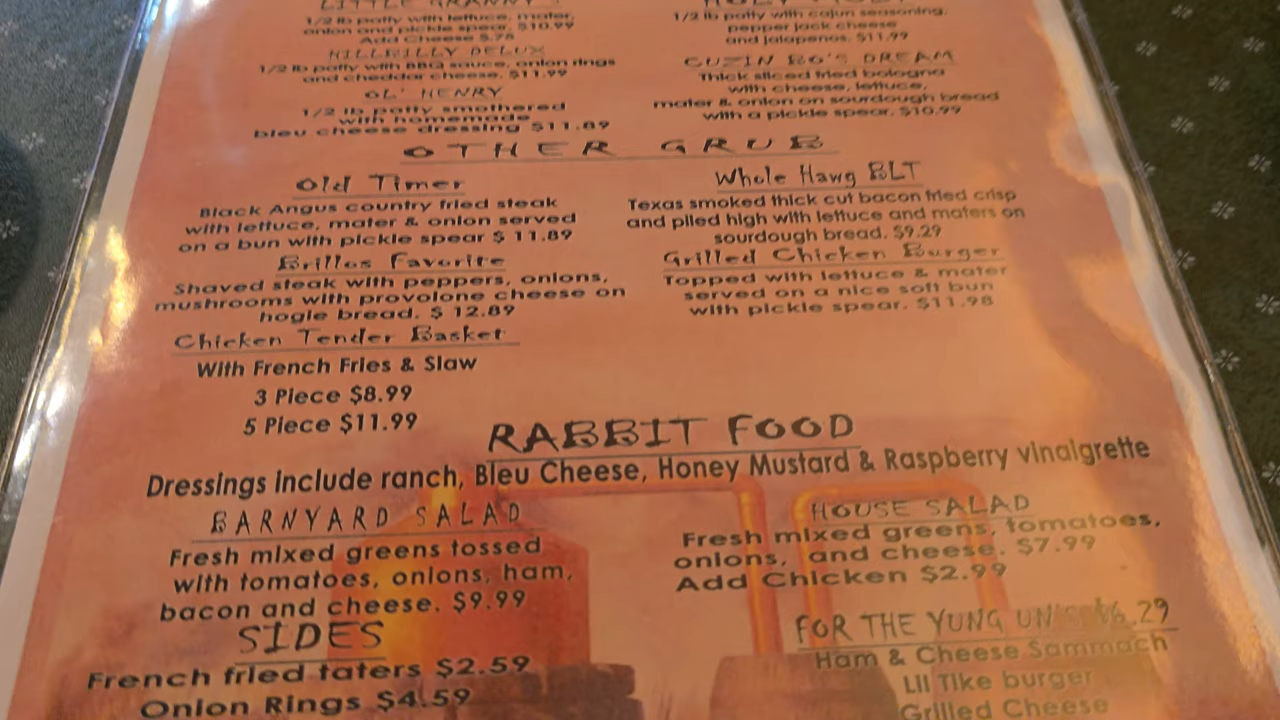 LITTLE GRANNY'S
1/2 lb patty with lettuce, mater,
onion and pickle spear, $10.99
Add Cheese $.75
HILLBILLY DELUX
1/2 lb patty with BBQ sauce, onion rings
and cheddar cheese. $11.99
OL' HENRY
1/2 lb patty smothered
with homemade
bleu cheese dressing $11.89
1/2 lb patty with cajun seasoning,
pepper jack cheese
and jalapenos. $11.99
CUZIN BO'S DREAM
Thick sliced fried bologna
with cheese, lettuce,
mater & onion on sourdough bread
with a pickle spear. $10.99
OTHER GRUB
Old Timer
Black Angus country fried steak
with lettuce, mater & onion served
on a bun with pickle spear $ 11.89
Brillos Favorite
Shaved steak with peppers, onions,
mushrooms with provolone cheese on
hogie bread. $ 12.89
Chicken Tender Basket
With French Fries & Slaw
3 Piece $8.99
5 Piece $11.99
Whole Hawg BLT
Texas smoked thick cut bacon fried crisp
and piled high with lettuce and maters on
sourdough bread. $9.29
Grilled Chicken Burger
Topped with lettuce & mater
served on a nice soft bun
with pickle spear. $11.98
RABBIT FOOD
Dressings include ranch, Bleu Cheese, Honey Mustard & Raspberry vinaigrette
BARNYARD SALAD
Fresh mixed greens tossed
with tomatoes, onions, ham,
bacon and cheese. $9.99
HOUSE SALAD
Fresh mixed greens, tomatoes,
onions, and cheese. $7.99
Add Chicken $2.99
SIDES
French fried taters $2.59
Onion Rings $4.59
FOR THE YUNG UN'S $6.29
Ham & Cheese Sammach
Lil Tike burger
Grilled Cheese